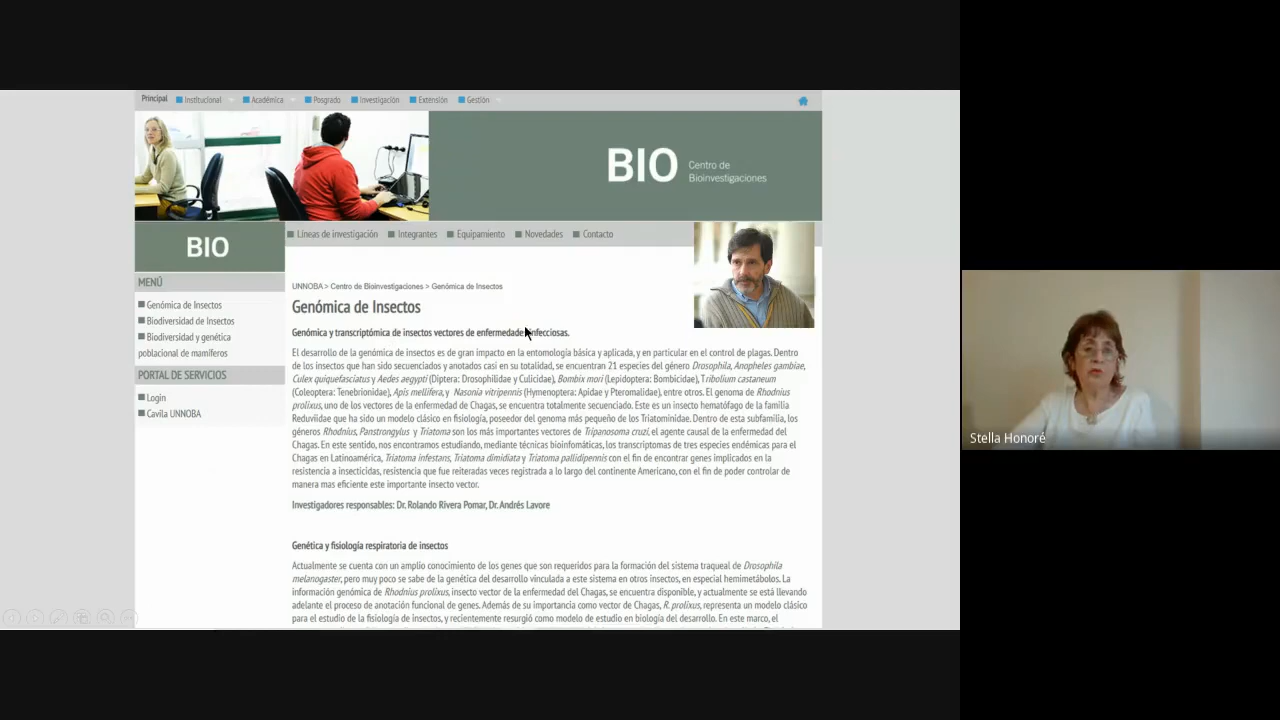 Principal Institucional Académica Posgrado Investigación Extensión Gestión
BIO Centro de
Bioinvestigaciones
BIO
Líneas de investigación Integrantes Equipamiento Novedades Contacto
MENÚ
Genómica de Insectos
Biodiversidad de Insectos
Biodiversidad y genética
poblacional de mamíferos
PORTAL DE SERVICIOS
Login
Cavila UNNOBA
UNNOBA > Centro de Bioinvestigaciones > Genómica de Insectos
Genómica de Insectos
Genómica y transcriptómica de insectos vectores de enfermedade infecciosas.
El desarrollo de la genómica de insectos es de gran impacto en la entomología básica y aplicada, y en particular en el control de plagas. Dentro
de los insectos que han sido secuenciados y anotados casi en su totalidad, se encuentran 21 especies del género Drosophila, Anopheles gambiae,
Culex quiquefasciatus y Aedes aegypti (Diptera: Drosophilidae y Culicidae), Bombix mori (Lepidoptera: Bombicidae), Tribolium castaneum
(Coleoptera: Tenebrionidae), Apis mellifera, y Nasonia vitripennis (Hymenoptera: Apidae y Pteromalidae), entre otros. El genoma de Rhodnius
prolixus, uno de los vectores de la enfermedad de Chagas, se encuentra totalmente secuenciado. Este es un insecto hematófago de la familia
Reduviidae que ha sido un modelo clásico en fisiología, poseedor del genoma más pequeño de los Triatominae. Dentro de esta subfamilia, los
géneros Rhodnius, Panstrongylus y Triatoma son los más importantes vectores de Tripanosoma cruzi, el agente causal de la enfermedad del
Chagas. En este sentido, nos encontramos estudiando, mediante técnicas bioinformáticas, los transcriptomas de tres especies endémicas para el
Chagas en Latinoamérica, Triatoma infestans, Triatoma dimidiata y Triatoma pallidipennis con el fin de encontrar genes implicados en la
resistencia a insecticidas, resistencia que fue reiteradas veces registrada a lo largo del continente Americano, con el fin de poder controlar de
manera mas eficiente este importante insecto vector.
Investigadores responsables: Dr. Rolando Rivera Pomar, Dr. Andrés Lavore
Genética y fisiología respiratoria de insectos
Actualmente se cuenta con un amplio conocimiento de los genes que son requeridos para la formación del sistema traqueal de Drosophila
melanogaster, pero muy poco se sabe de la genética del desarrollo vinculada a este sistema en otros insectos, en especial hemimetábolos. La
información genómica de Rhodnius prolixus, insecto vector de la enfermedad del Chagas, se encuentra disponible, y actualmente se está llevando
adelante el proceso de anotación funcional de genes. Además de su importancia como vector de Chagas, R. prolixus, representa un modelo clásico
para el estudio de la fisiología de insectos, y recientemente resurgió como modelo de estudio en biología del desarrollo. En este marco, el
Stella Honoré